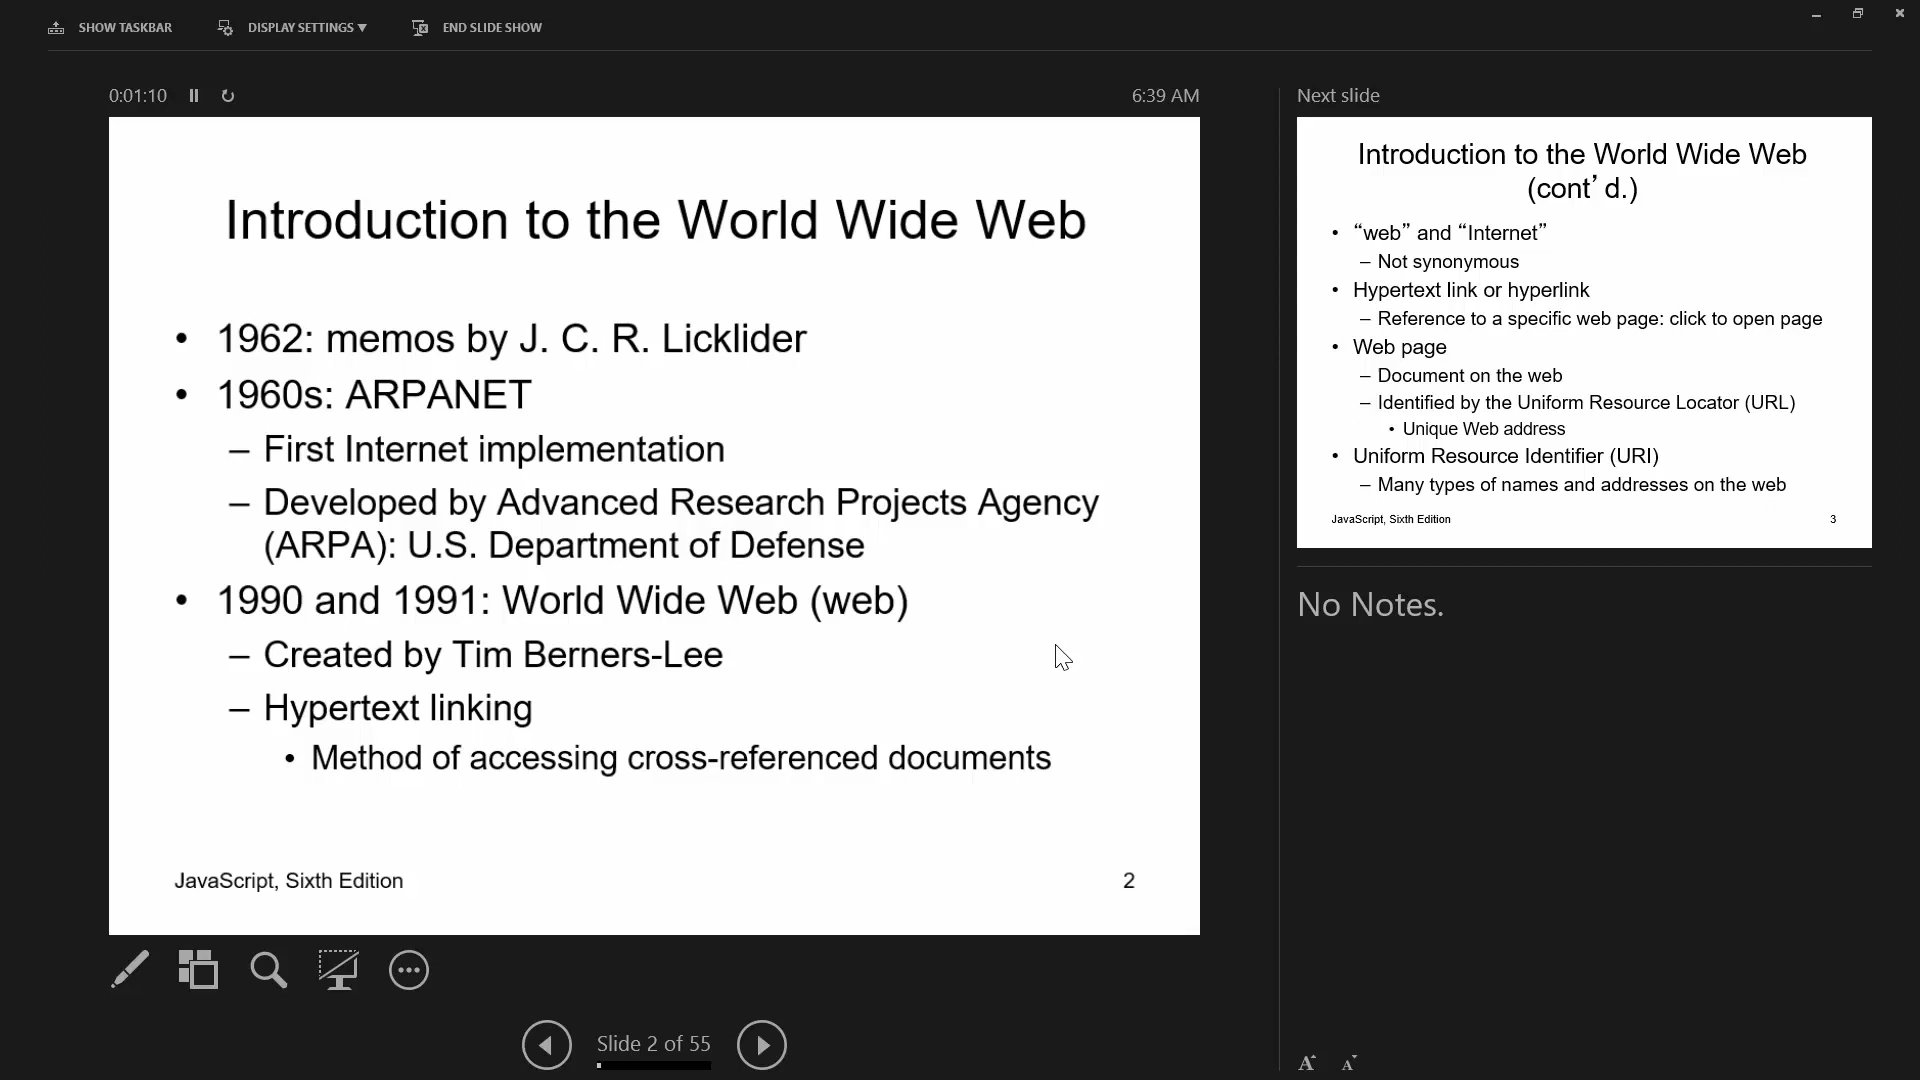 SHOW TASKBAR
DISPLAY SETTINGS ▼
END SLIDE SHOW
0:01:10
6:39 AM
Introduction to the World Wide Web
• 1962: memos by J. C. R. Licklider
• 1960s: ARPANET
– First Internet implementation
– Developed by Advanced Research Projects Agency
(ARPA): U.S. Department of Defense
• 1990 and 1991: World Wide Web (web)
– Created by Tim Berners-Lee
– Hypertext linking
• Method of accessing cross-referenced documents
JavaScript, Sixth Edition
2
Slide 2 of 55
Next slide
Introduction to the World Wide Web
(cont’d.)
• “web” and “Internet”
– Not synonymous
• Hypertext link or hyperlink
– Reference to a specific web page: click to open page
• Web page
– Document on the web
– Identified by the Uniform Resource Locator (URL)
• Unique Web address
• Uniform Resource Identifier (URI)
– Many types of names and addresses on the web
JavaScript, Sixth Edition
3
No Notes.
A A